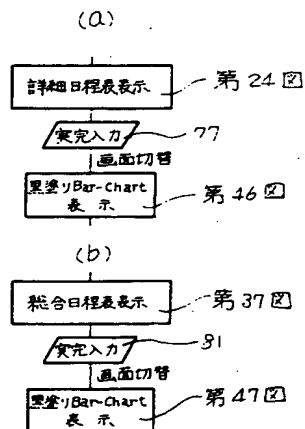 (a)
詳細日程表表示
第24図
実完入力
77
画面切替
黒塗りBar-Chart
表示
第46図
(b)
総合日程表表示
第37図
実完入力
81
画面切替
黒塗りBar-Chart
表示
第47図